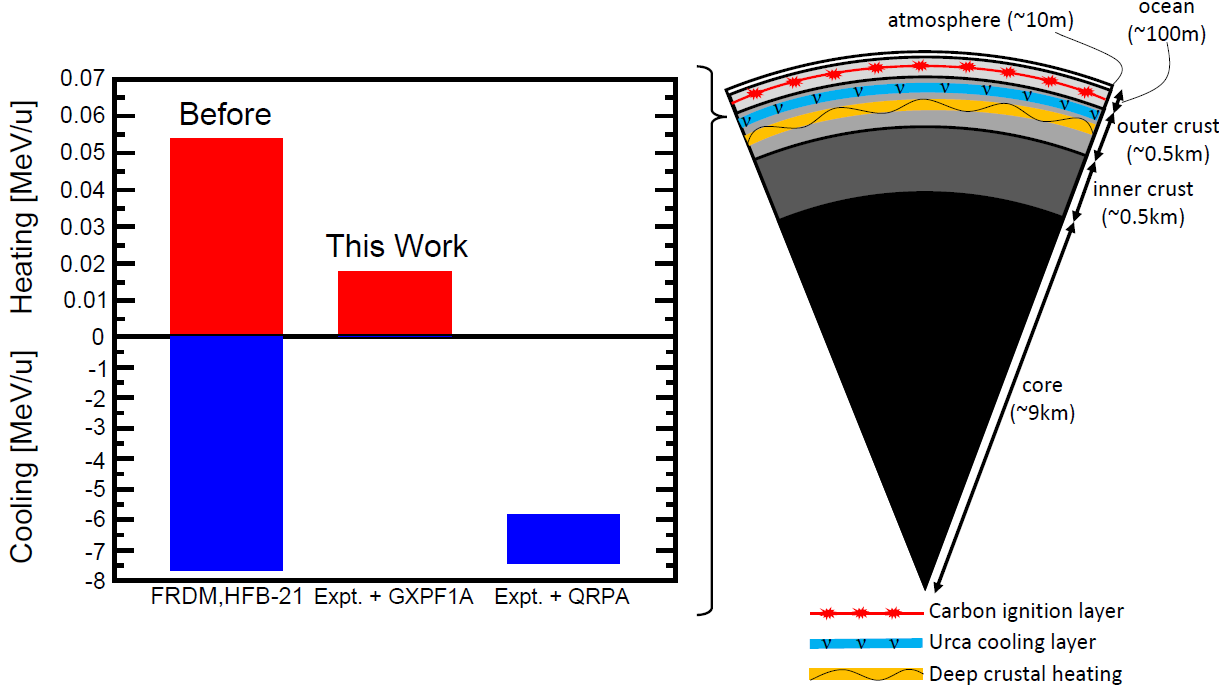 Heating [MeV/u]
Cooling [MeV/u]
0.07
0.06
0.05
0.04
0.03
0.02
0.01
0
-1
-2
-3
-4
-5
-6
-7
-8
Before
This Work
FRDM,HFB-21
Expt. + GXPF1A
Expt. + QRPA
atmosphere (~10m)
ocean
(~100m)
outer crust
(~0.5km)
inner crust
(~0.5km)
core
(~9km)
ν ν ν ν ν ν ν ν ν
Carbon ignition layer
ν ν ν
Urca cooling layer
Deep crustal heating